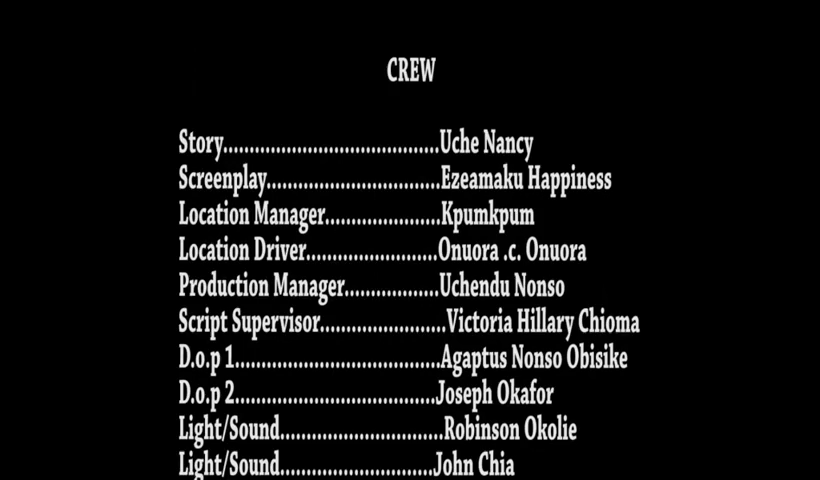 CREW
Story.......................................Uche Nancy
Screenplay...............................Ezeamaku Happiness
Location Manager.....................Kpumkpum
Location Driver........................Onuora .c. Onuora
Production Manager.................Uchendu Nonso
Script Supervisor.......................Victoria Hillary Chioma
D.o.p 1.....................................Agaptus Nonso Obisike
D.o.p 2....................................Joseph Okafor
Light/Sound..............................Robinson Okolie
Light/Sound............................John Chia